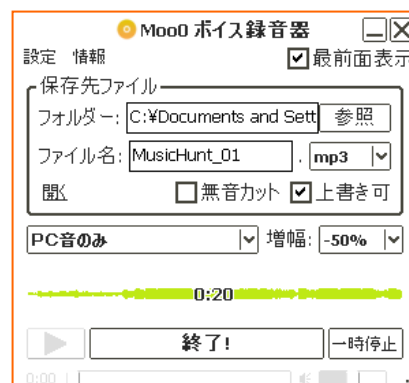 Moo0 ボイス録音器
設定 情報 最前面表示
保存先ファイル
フォルダー: C:¥Documents and Sett 参照
ファイル名: MusicHunt_01 . mp3
開く 無音カット 上書き可
PC音のみ 増幅: -50%
0:20
終了! 一時停止
0:00